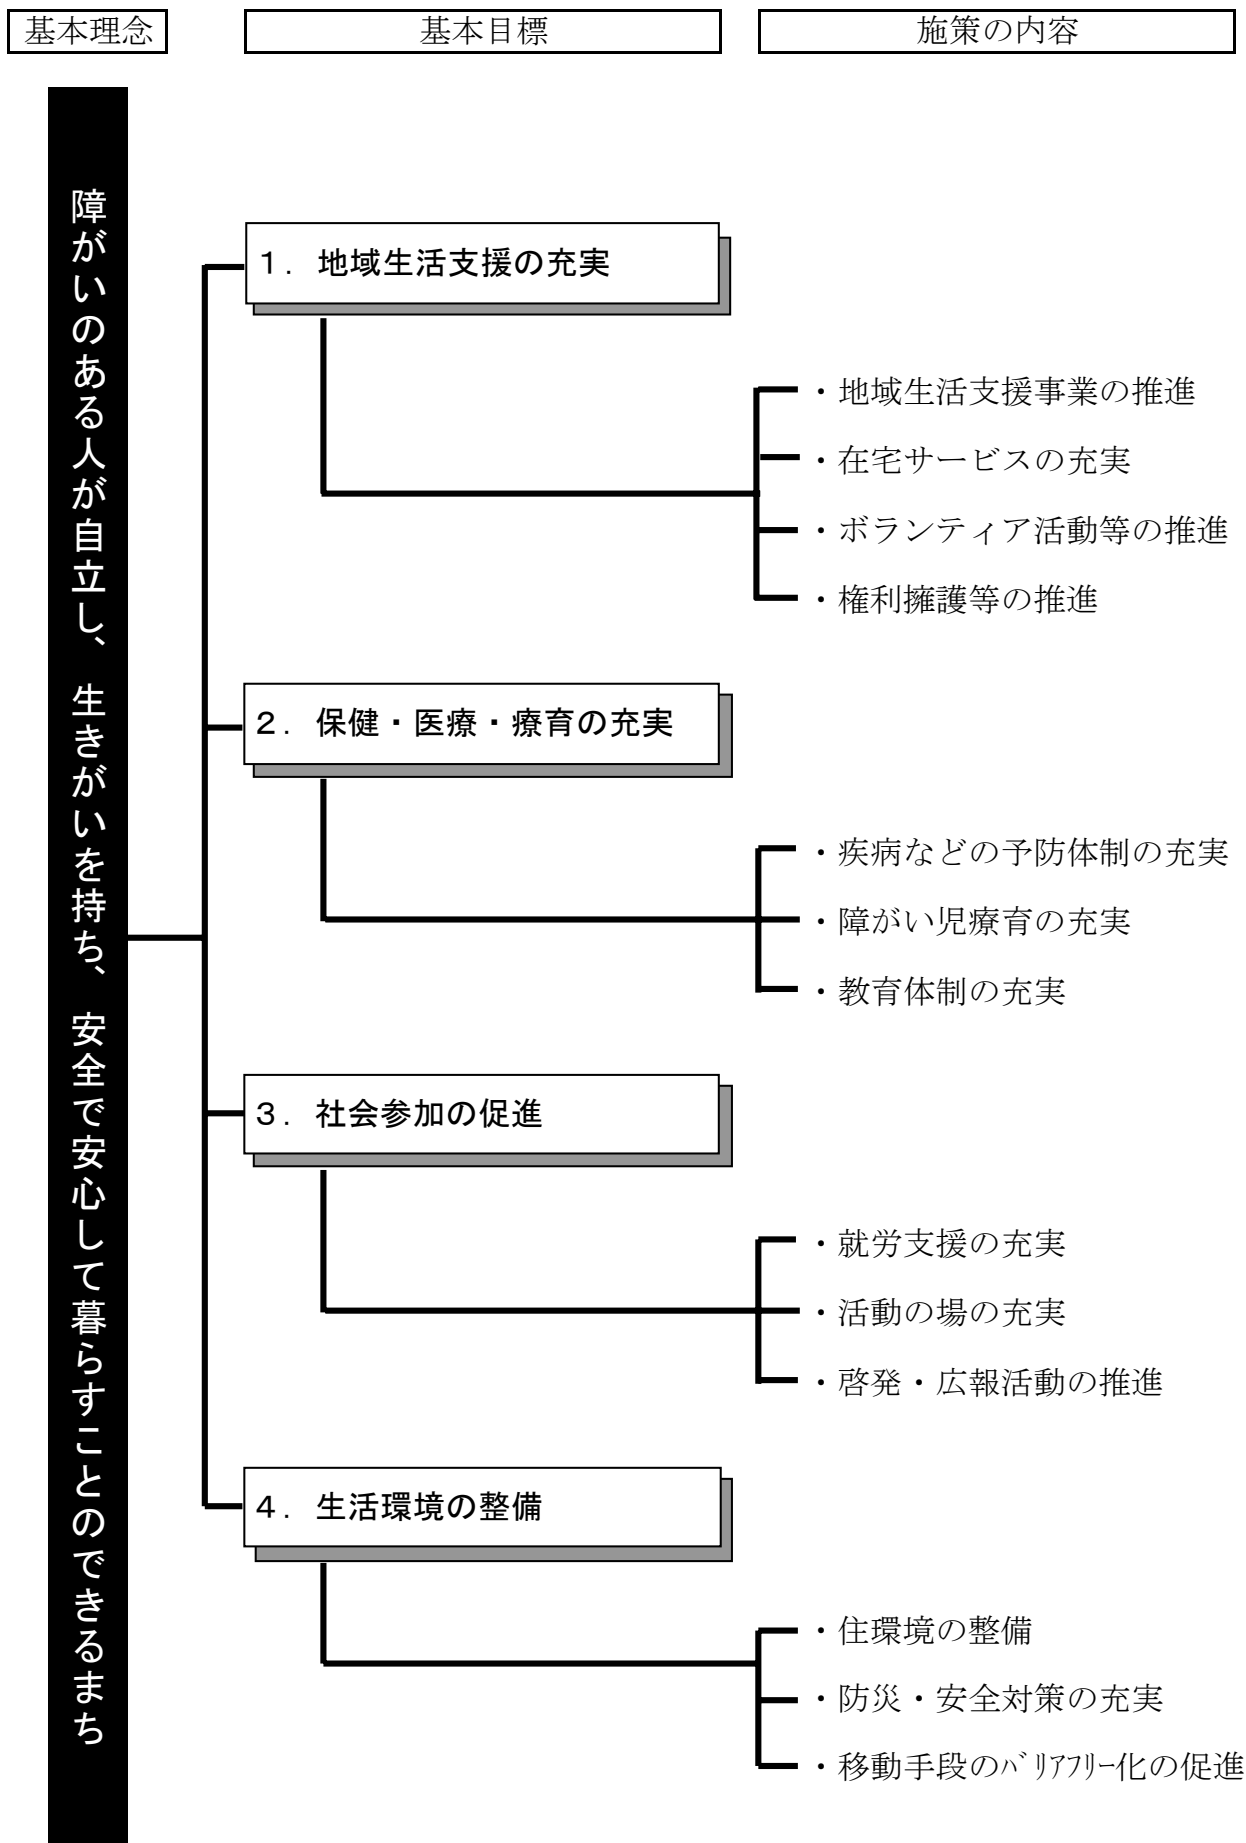 基本理念
基本目標
施策の内容
障がいのある人が自立し、生きがいを持ち、安全で安心して暮らすことのできるまち
１．地域生活支援の充実
・地域生活支援事業の推進
・在宅サービスの充実
・ボランティア活動等の推進
・権利擁護等の推進
２．保健・医療・療育の充実
・疾病などの予防体制の充実
・障がい児療育の充実
・教育体制の充実
３．社会参加の促進
・就労支援の充実
・活動の場の充実
・啓発・広報活動の推進
４．生活環境の整備
・住環境の整備
・防災・安全対策の充実
・移動手段のﾊﾞﾘｱﾌﾘｰ化の促進